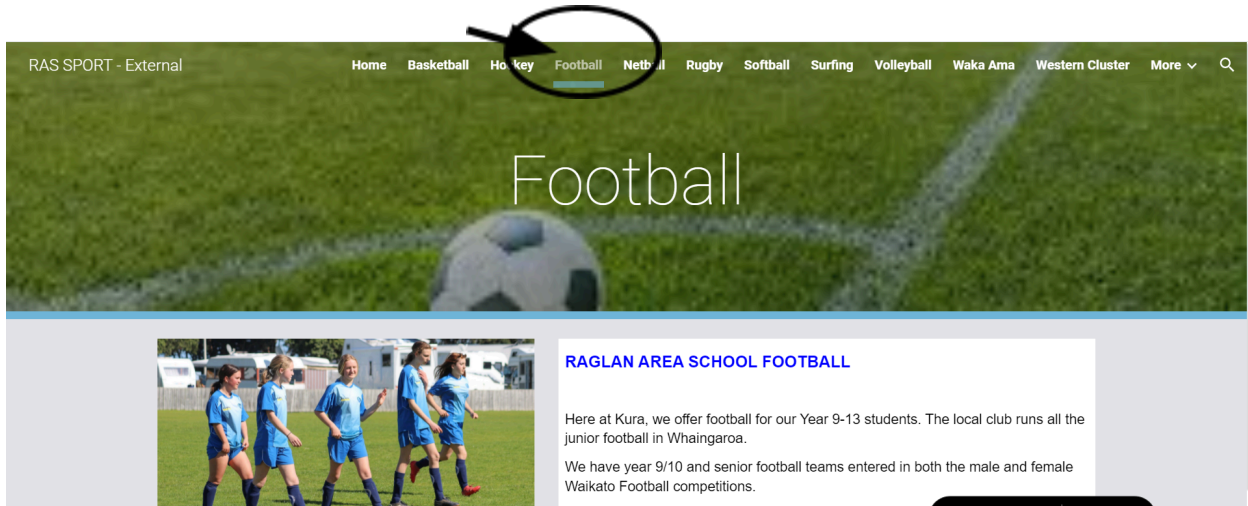 RAS SPORT - External
Home Basketball Hockey Football Netball Rugby Softball Surfing Volleyball Waka Ama Western Cluster More
Football
RAGLAN AREA SCHOOL FOOTBALL
Here at Kura, we offer football for our Year 9-13 students. The local club runs all the
junior football in Whaingaroa.
We have year 9/10 and senior football teams entered in both the male and female
Waikato Football competitions.